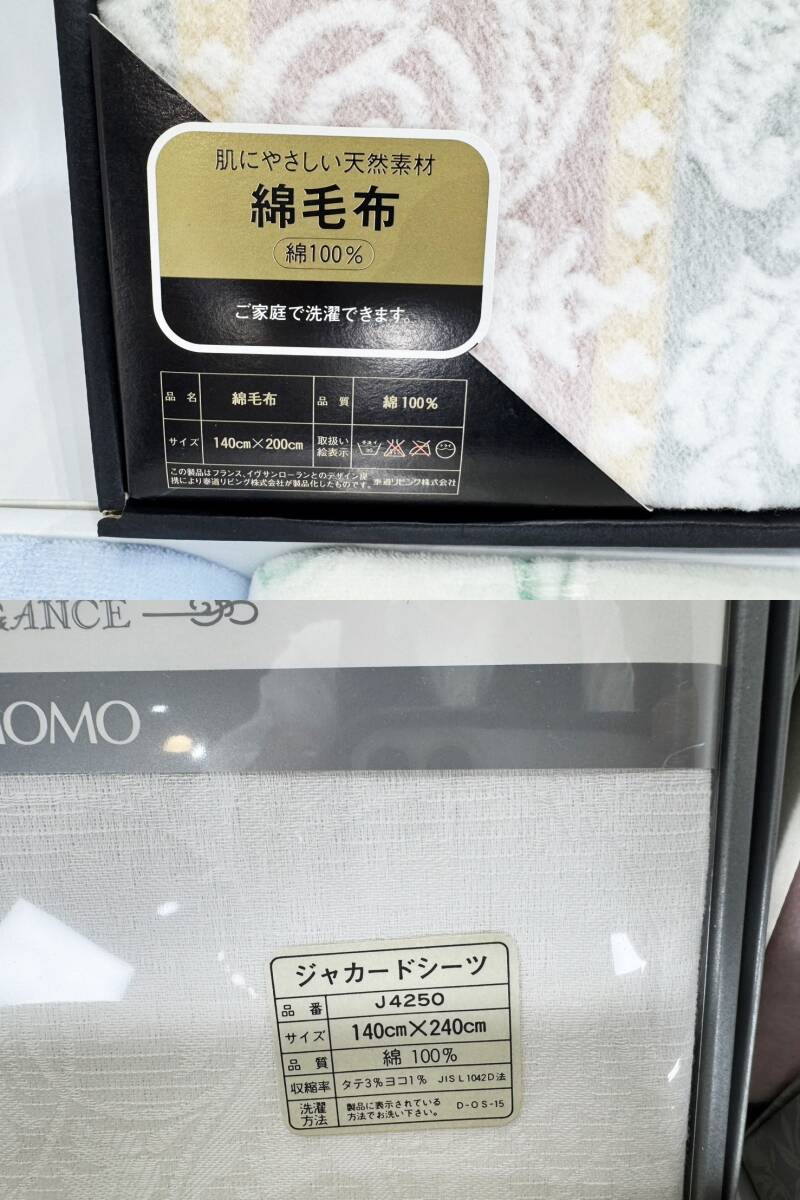 肌にやさしい天然素材
綿毛布
綿100%
ご家庭で洗濯できます。
品名 綿毛布 品質 綿100%
サイズ 140cm×200cm 取扱い絵表示
この製品はフランス、イヴサンローランとのデザイン提
携により泰道リビング株式会社が製品化したものです。 泰道リビング株式会社
ANCE
OMO
ジャカードシーツ
品番 J4250
サイズ 140cm×240cm
品質 綿 100%
収縮率 タテ3%ヨコ1% JIS L 1042D法
洗濯方法 製品に表示されている
方法でお洗い下さい。 D-OS-15